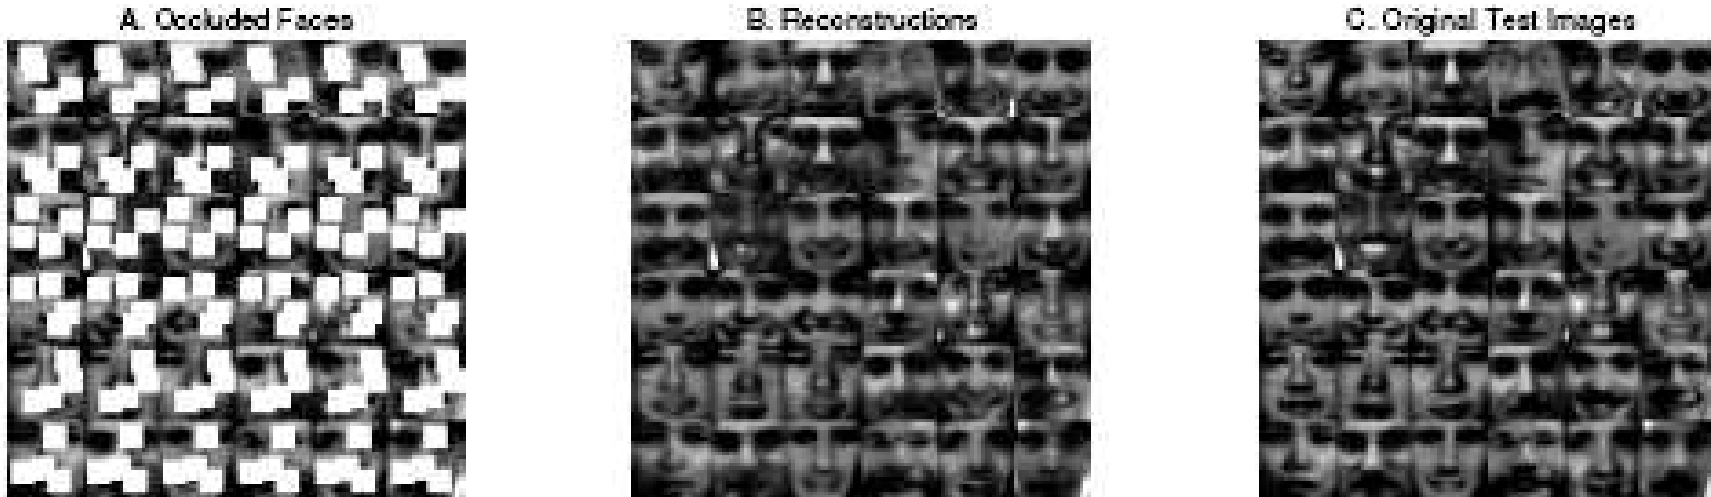 A. Occluded Faces
B. Reconstructions
C. Original Test Images